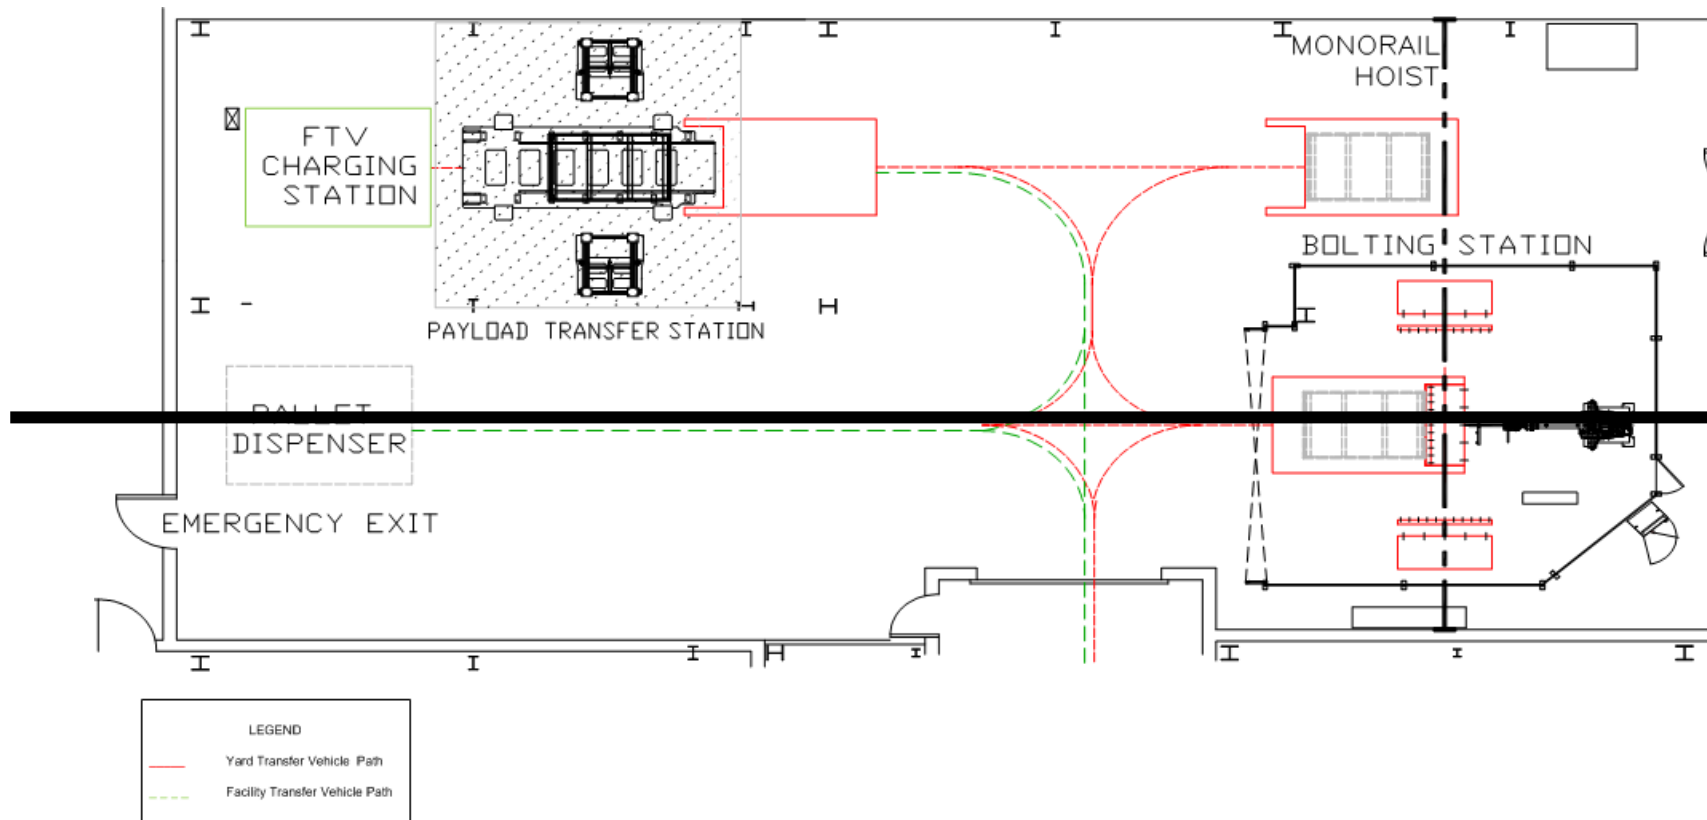 MONORAIL
HOIST
FTV
CHARGING
STATION
BOLTING STATION
PAYLOAD TRANSFER STATION
PALLET
DISPENSER
EMERGENCY EXIT
LEGEND
Yard Transfer Vehicle Path
Facility Transfer Vehicle Path